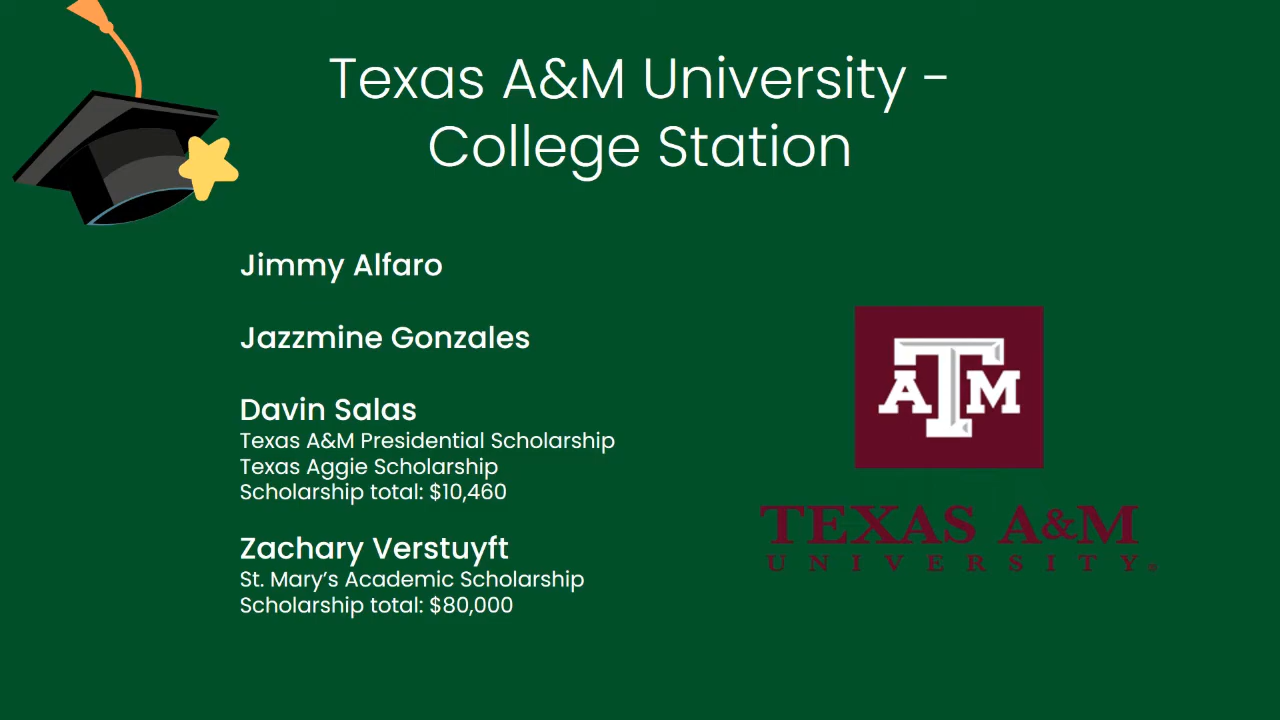 Texas A&M University -
College Station
Jimmy Alfaro
Jazzmine Gonzales
Davin Salas
Texas A&M Presidential Scholarship
Texas Aggie Scholarship
Scholarship total: $10,460
Zachary Verstuyft
St. Mary’s Academic Scholarship
Scholarship total: $80,000
ATM
TEXAS A&M
UNIVERSITY®